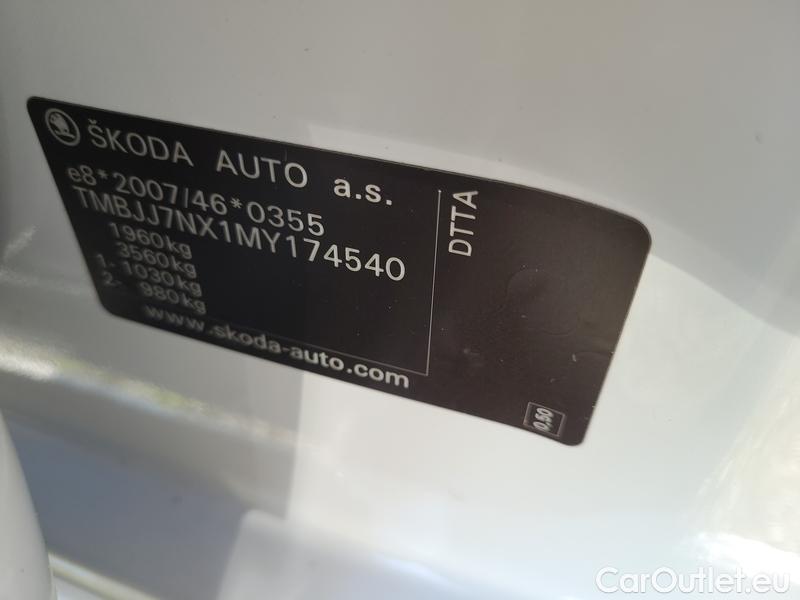 ŠKODA AUTO a.s.
e8*2007/46*0355
TMBJJ7NX1MY174540
1960kg
3560kg
1- 1030kg
2- 980kg
www.skoda-auto.com
DTTA
0.50
CarOutlet.eu